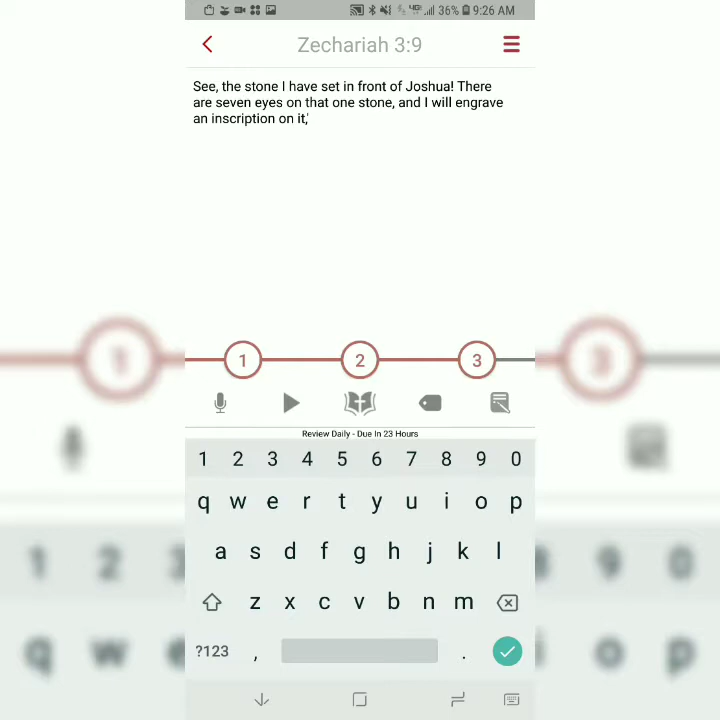 36% 9:26 AM
Zechariah 3:9
See, the stone I have set in front of Joshua! There
are seven eyes on that one stone, and I will engrave
an inscription on it,
1 2 3
Review Daily - Due In 23 Hours
1 2 3 4 5 6 7 8 9 0
q w e r t y u i o p
a s d f g h j k l
z x c v b n m
?123 , .